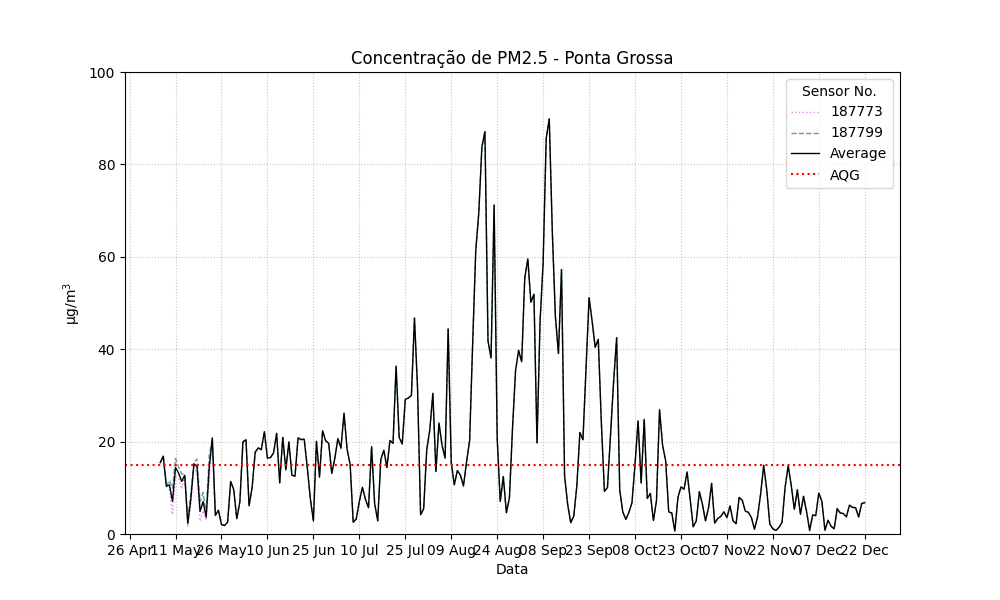 Concentração de PM2.5 - Ponta Grossa
100
80
60
40
20
0
µg/m³
Sensor No.
187773
187799
Average
AQG
26 Apr 11 May 26 May 10 Jun 25 Jun 10 Jul 25 Jul 09 Aug 24 Aug 08 Sep 23 Sep 08 Oct 23 Oct 07 Nov 22 Nov 07 Dec 22 Dec
Data